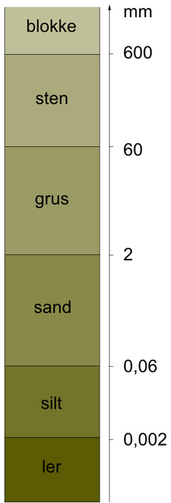 mm
blokke
600
sten
60
grus
2
sand
0,06
silt
0,002
ler